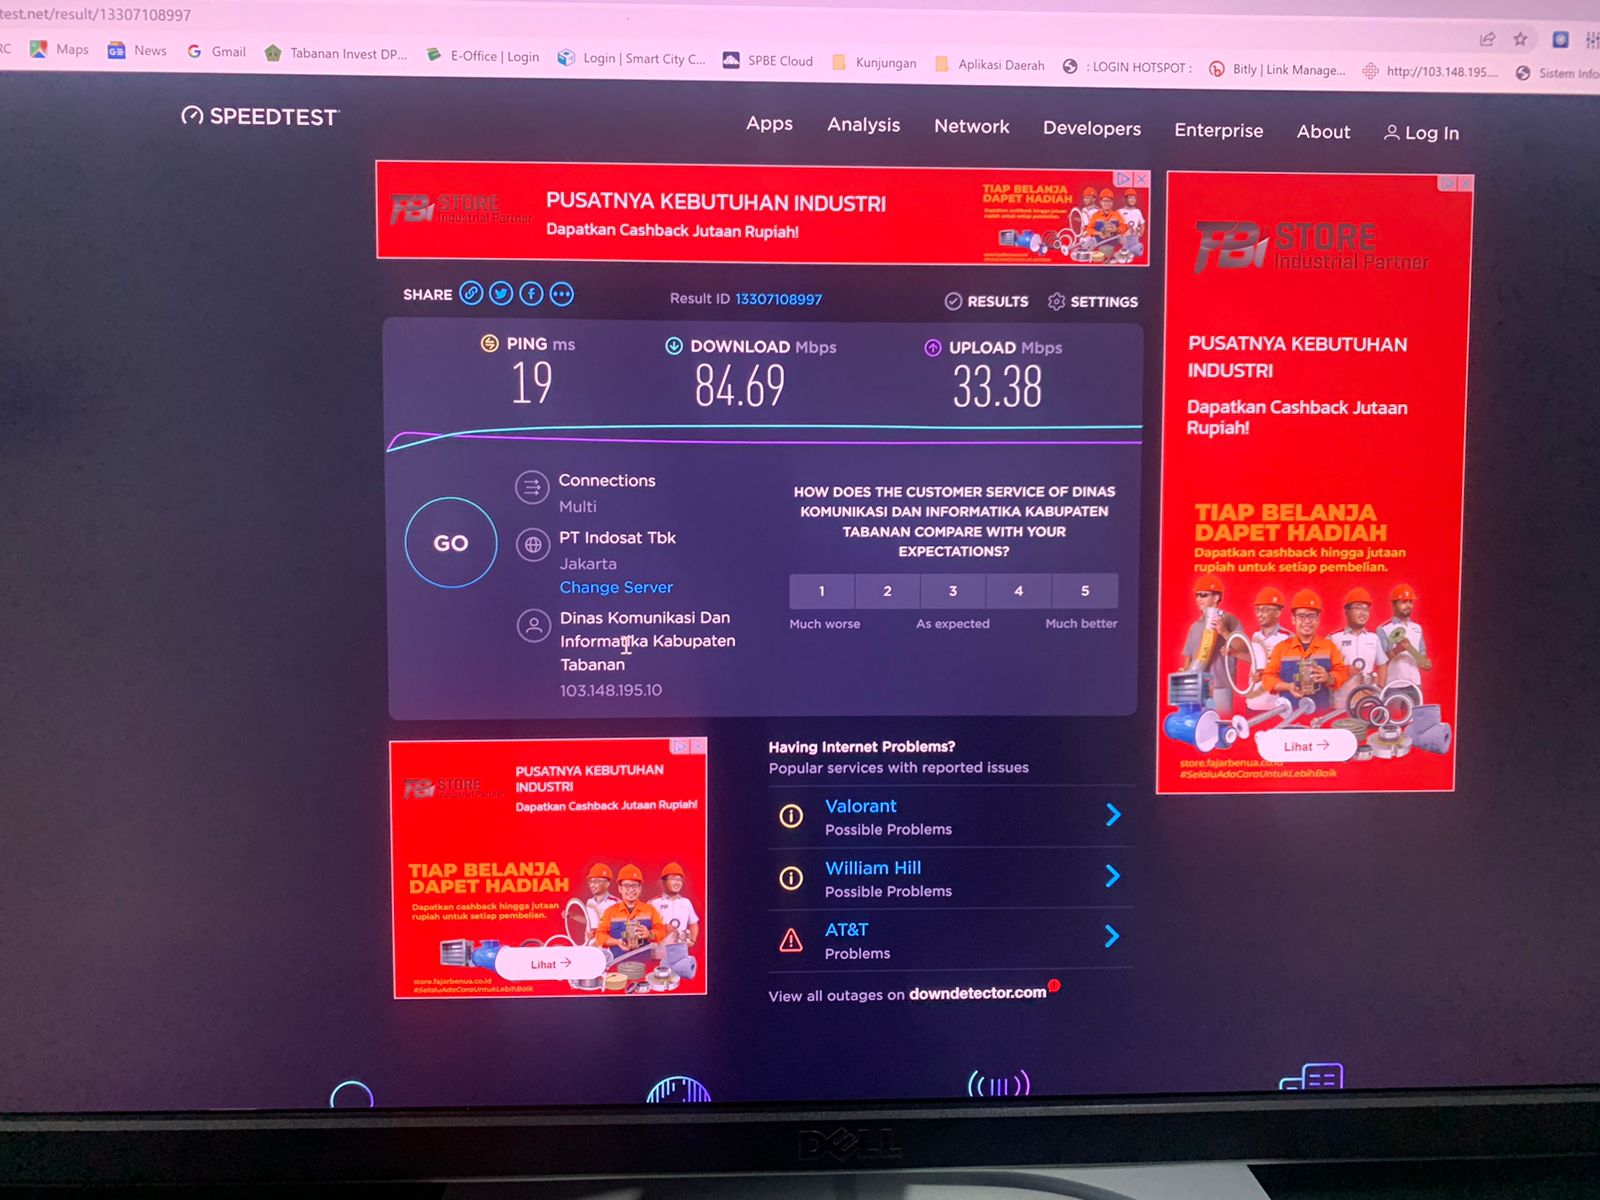 test.net/result/13307108997
RC Maps News Gmail Tabanan Invest DP... E-Office | Login Login | Smart City C... SPBE Cloud Kunjungan Aplikasi Daerah : LOGIN HOTSPOT : Bitly | Link Manage... http://103.148.195.... Sistem Info
SPEEDTEST
Apps Analysis Network Developers Enterprise About Log In
FBI STORE
Industrial Partner
PUSATNYA KEBUTUHAN INDUSTRI
Dapatkan Cashback Jutaan Rupiah!
TIAP BELANJA
DAPET HADIAH
Dapatkan cashback hingga jutaan
rupiah untuk setiap pembelian.
SHARE
Result ID 13307108997
RESULTS SETTINGS
PING ms
19
DOWNLOAD Mbps
84.69
UPLOAD Mbps
33.38
GO
Connections
Multi
PT Indosat Tbk
Jakarta
Change Server
Dinas Komunikasi Dan
Informatika Kabupaten
Tabanan
103.148.195.10
HOW DOES THE CUSTOMER SERVICE OF DINAS
KOMUNIKASI DAN INFORMATIKA KABUPATEN
TABANAN COMPARE WITH YOUR
EXPECTATIONS?
1 2 3 4 5
Much worse As expected Much better
FBI STORE
Industrial Partner
PUSATNYA KEBUTUHAN
INDUSTRI
Dapatkan Cashback Jutaan
Rupiah!
TIAP BELANJA
DAPET HADIAH
Dapatkan cashback hingga jutaan
rupiah untuk setiap pembelian.
Lihat
store.fajarbenua.co.id
#SelaluAdaCaraUntukLebihBaik
FBI STORE
Industrial Partner
PUSATNYA KEBUTUHAN
INDUSTRI
Dapatkan Cashback Jutaan Rupiah!
TIAP BELANJA
DAPET HADIAH
Dapatkan cashback hingga jutaan
rupiah untuk setiap pembelian.
Lihat
store.fajarbenua.co.id
#SelaluAdaCaraUntukLebihBaik
Having Internet Problems?
Popular services with reported issues
Valorant
Possible Problems
William Hill
Possible Problems
AT&T
Problems
View all outages on downdetector.com
DELL